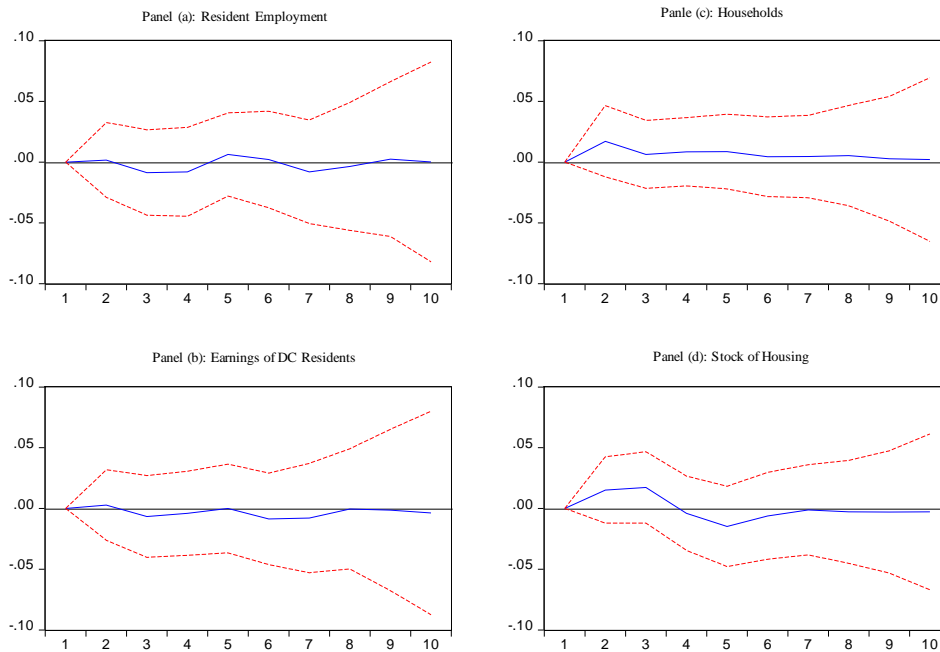 Panel (a): Resident Employment
.10
.05
.00
-.05
-.10
1 2 3 4 5 6 7 8 9 10
Panle (c): Households
.10
.05
.00
-.05
-.10
1 2 3 4 5 6 7 8 9 10
Panel (b): Earnings of DC Residents
.10
.05
.00
-.05
-.10
1 2 3 4 5 6 7 8 9 10
Panel (d): Stock of Housing
.10
.05
.00
-.05
-.10
1 2 3 4 5 6 7 8 9 10